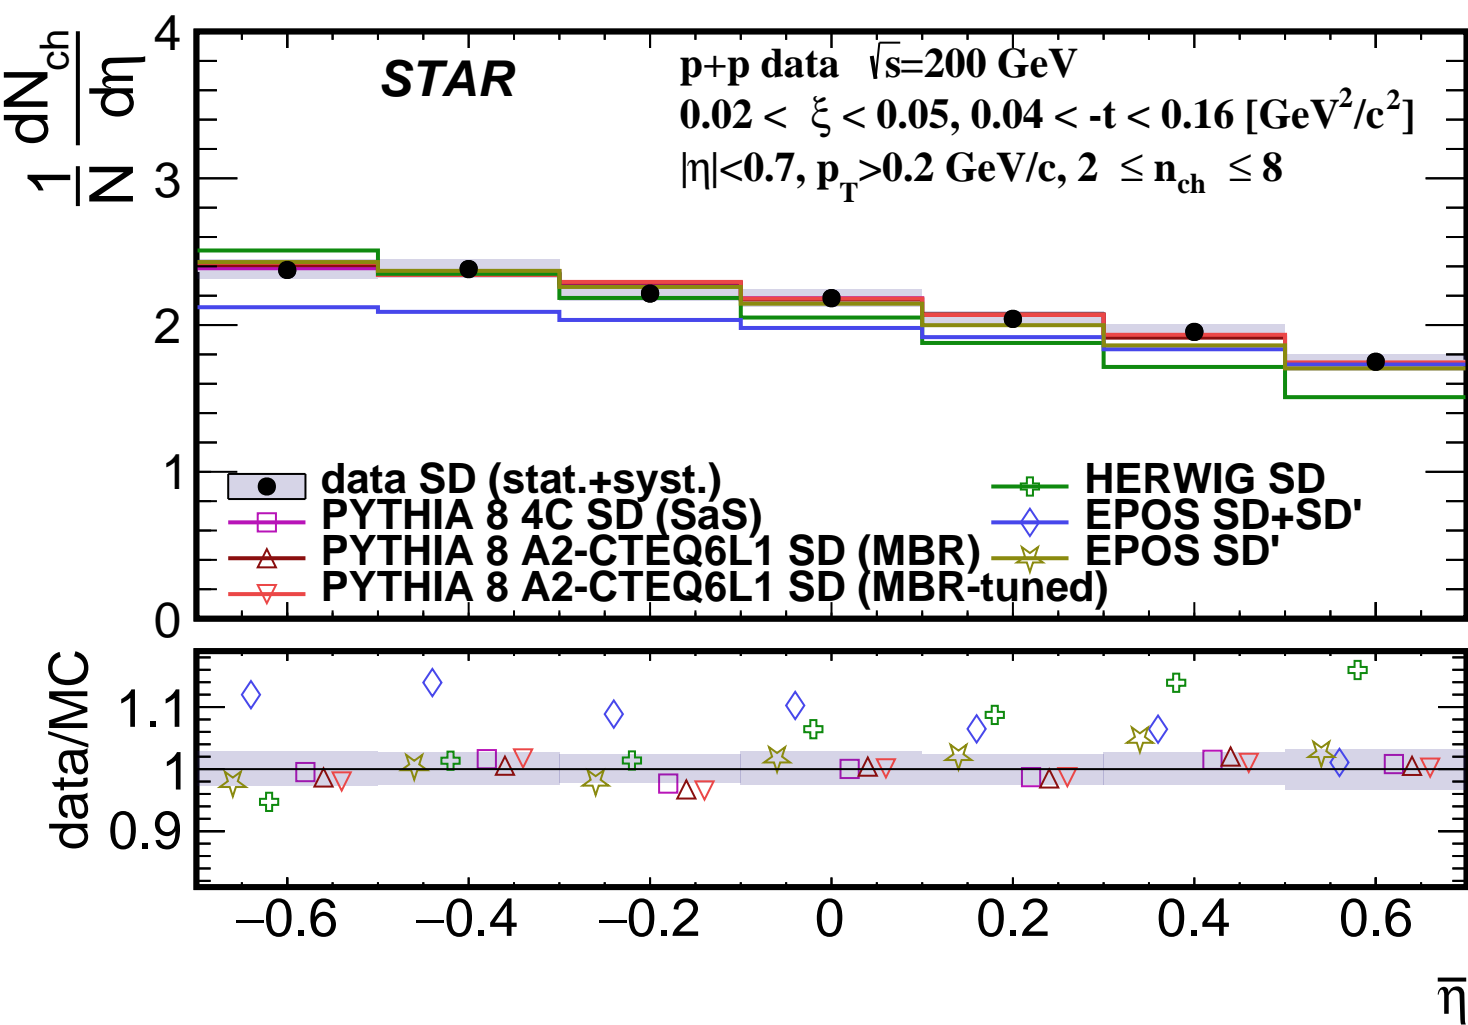 4
1 dN_ch
N dη
STAR
p+p data √s=200 GeV
0.02 < ξ < 0.05, 0.04 < -t < 0.16 [GeV²/c²]
|η|<0.7, p_T>0.2 GeV/c, 2 ≤ n_ch ≤ 8
3
2
1
data SD (stat.+syst.)
PYTHIA 8 4C SD (SaS)
PYTHIA 8 A2-CTEQ6L1 SD (MBR)
PYTHIA 8 A2-CTEQ6L1 SD (MBR-tuned)
HERWIG SD
EPOS SD+SD'
EPOS SD'
0
data/MC
1.1
1
0.9
−0.6 −0.4 −0.2 0 0.2 0.4 0.6
η̅